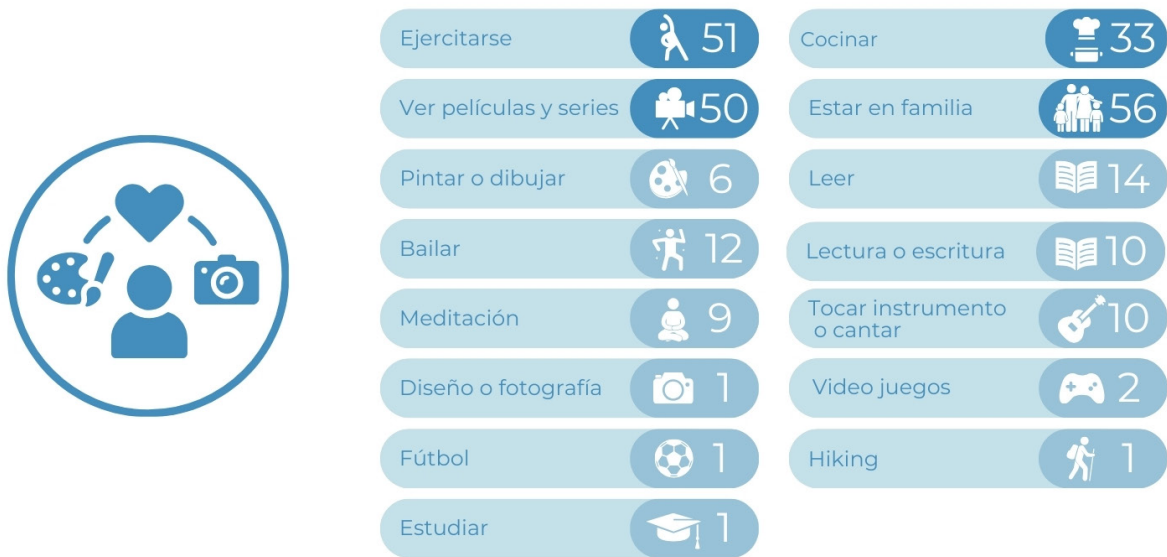 Ejercitarse 51
Ver películas y series 50
Pintar o dibujar 6
Bailar 12
Meditación 9
Diseño o fotografía 1
Fútbol 1
Estudiar 1
Cocinar 33
Estar en familia 56
Leer 14
Lectura o escritura 10
Tocar instrumento
o cantar 10
Video juegos 2
Hiking 1